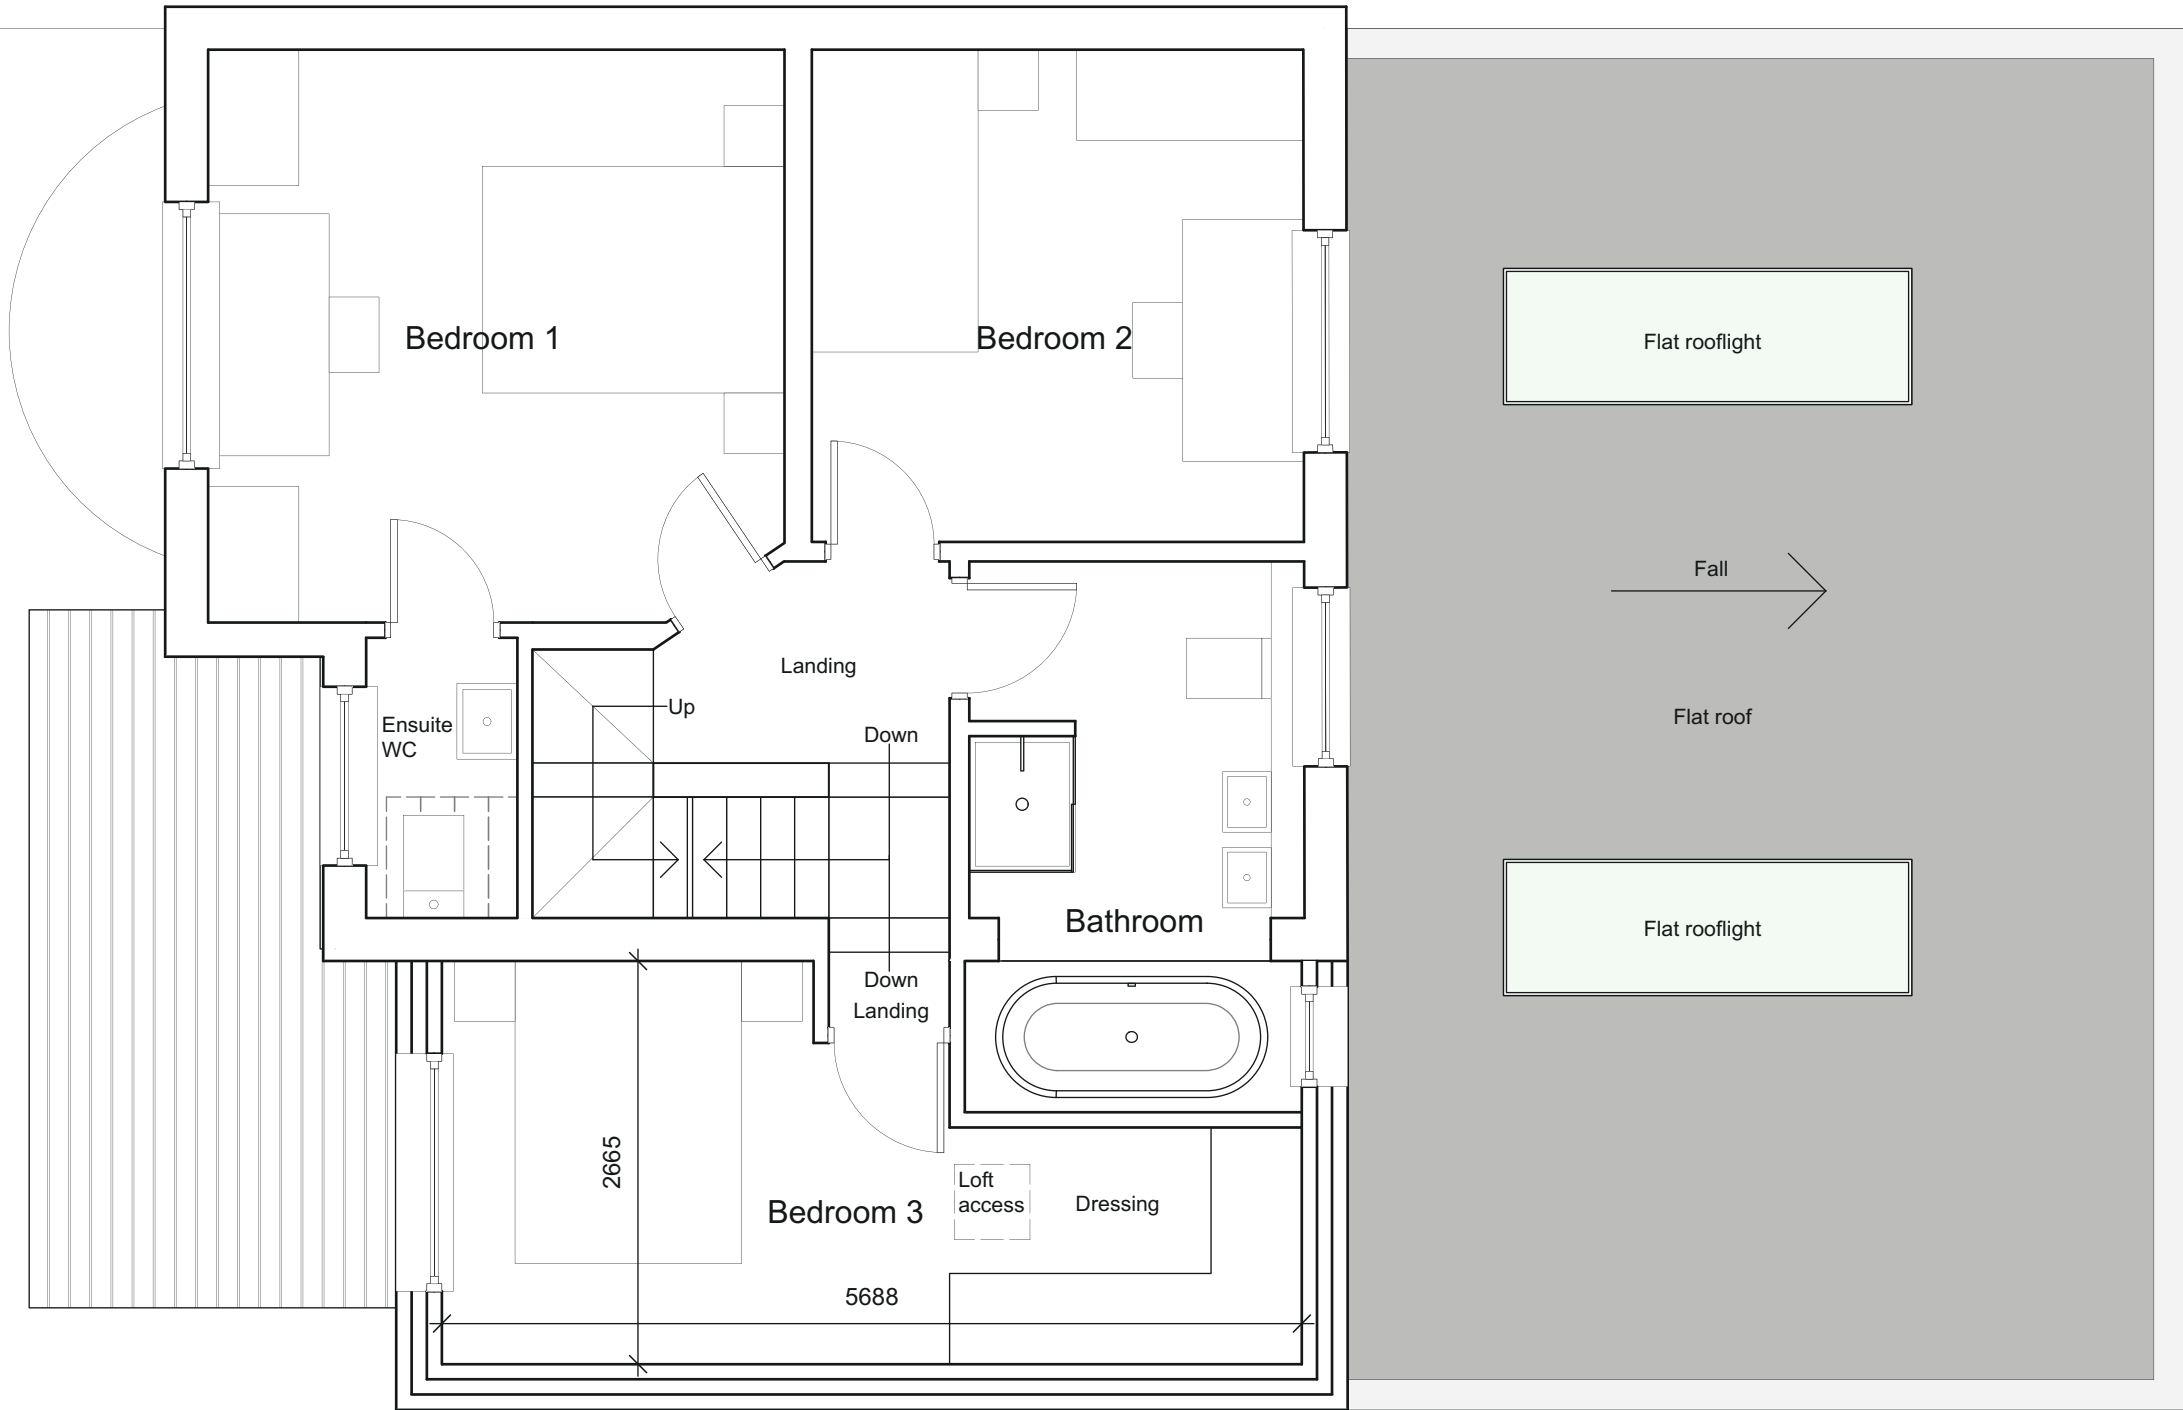 Bedroom 1
Bedroom 2
Flat rooflight
Fall
Landing
Up
Flat roof
Ensuite
WC
Down
Bathroom
Flat rooflight
Down
Landing
2665
Loft
access
Dressing
Bedroom 3
5688